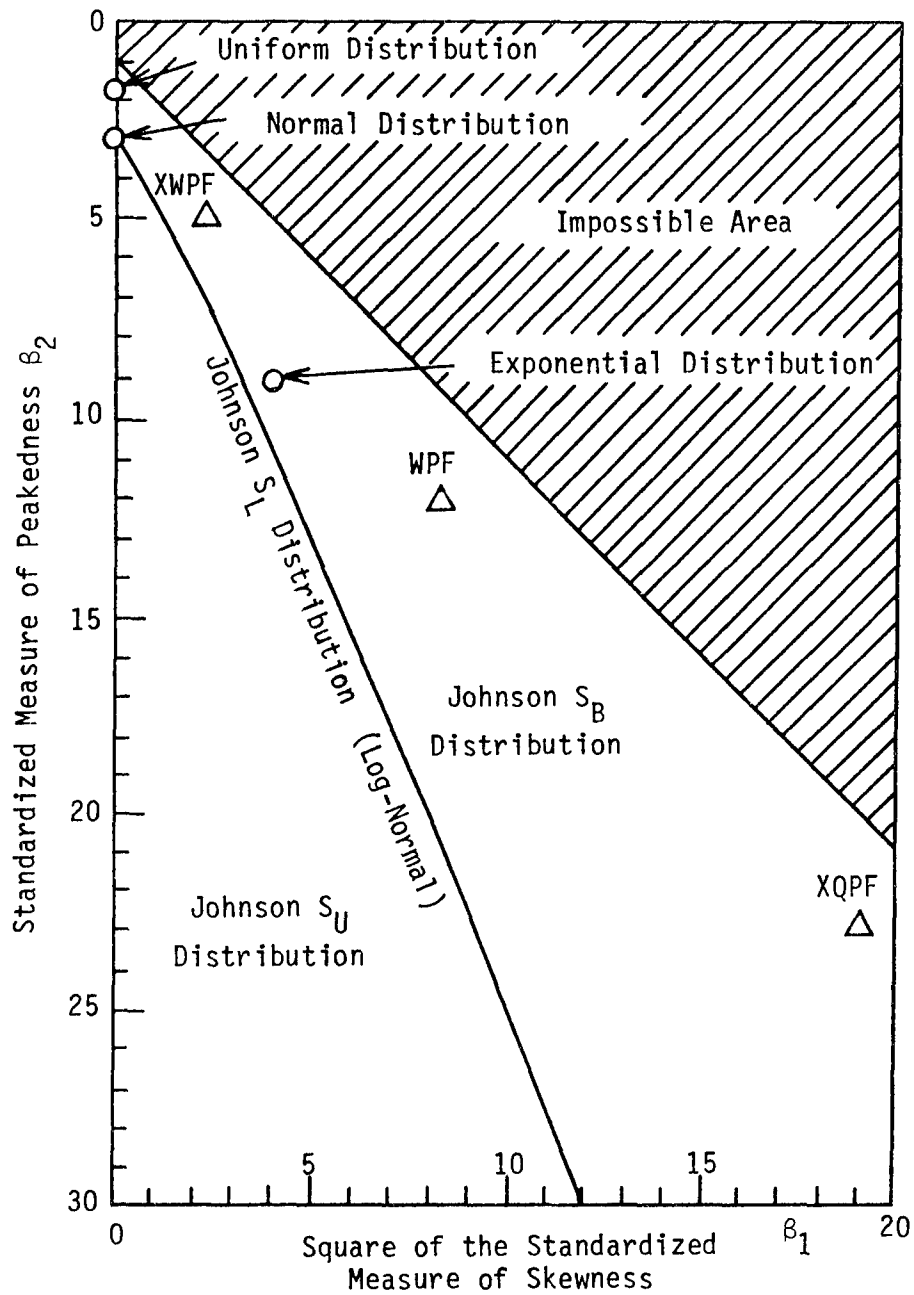 0
Uniform Distribution
Normal Distribution
XWPF
5
Impossible Area
Exponential Distribution
10
WPF
Johnson S_L Distribution (Log-Normal)
15
Johnson S_B
Distribution
20
XQPF
Johnson S_U
Distribution
25
5
10
15
30
0
β1
20
Square of the Standardized
Measure of Skewness
Standardized Measure of Peakedness β2